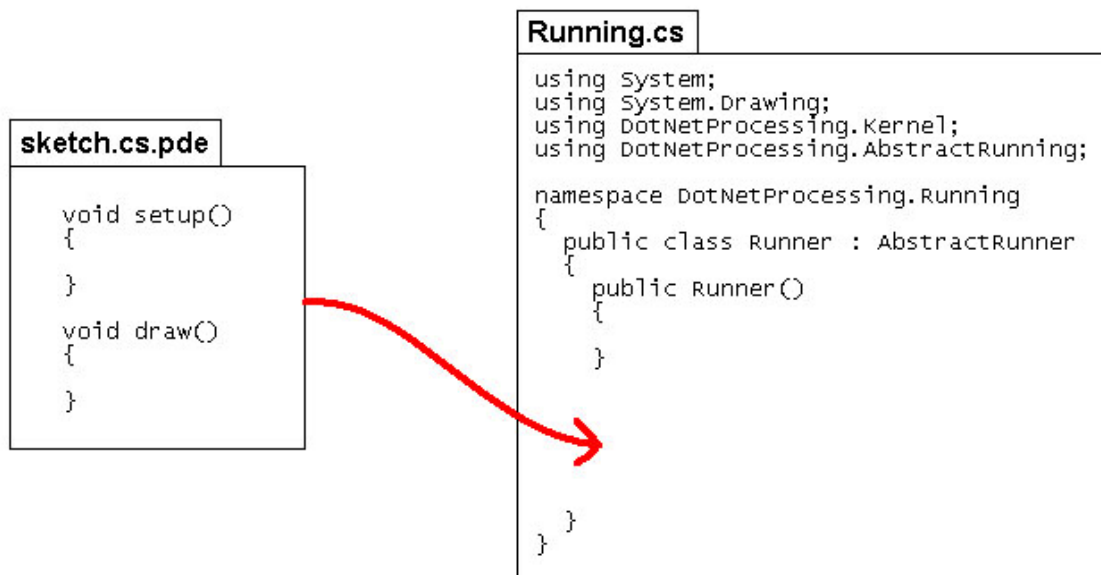 sketch.cs.pde
void setup()
{
}
void draw()
{
}
Running.cs
using System;
using System.Drawing;
using DotNetProcessing.Kernel;
using DotNetProcessing.AbstractRunning;
namespace DotNetProcessing.Running
{
public class Runner : AbstractRunner
{
public Runner()
{
}
}
}